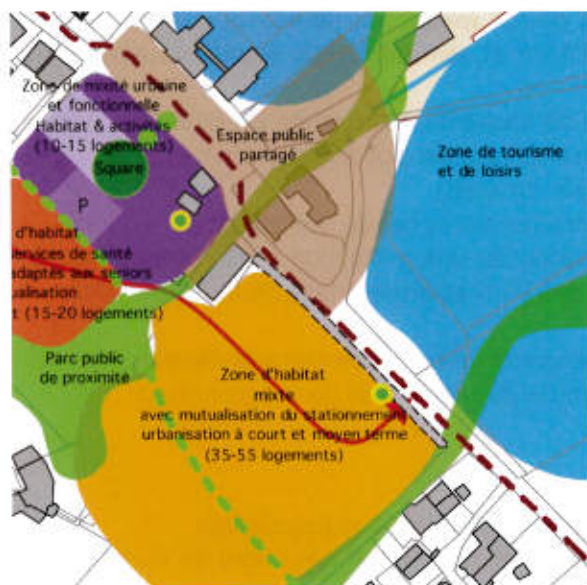 Zone de mixité urbaine
et fonctionnelle
Habitat & activités
(10-15 logements)
Square
P
Espace public
partagé
Zone de tourisme
et de loisirs
d'habitat
services de santé
adaptés aux seniors
ualisation
t (15-20 logements)
Parc public
de proximité
Zone d'habitat
mixte
avec mutualisation du stationnement
urbanisation à court et moyen terme
(35-55 logements)